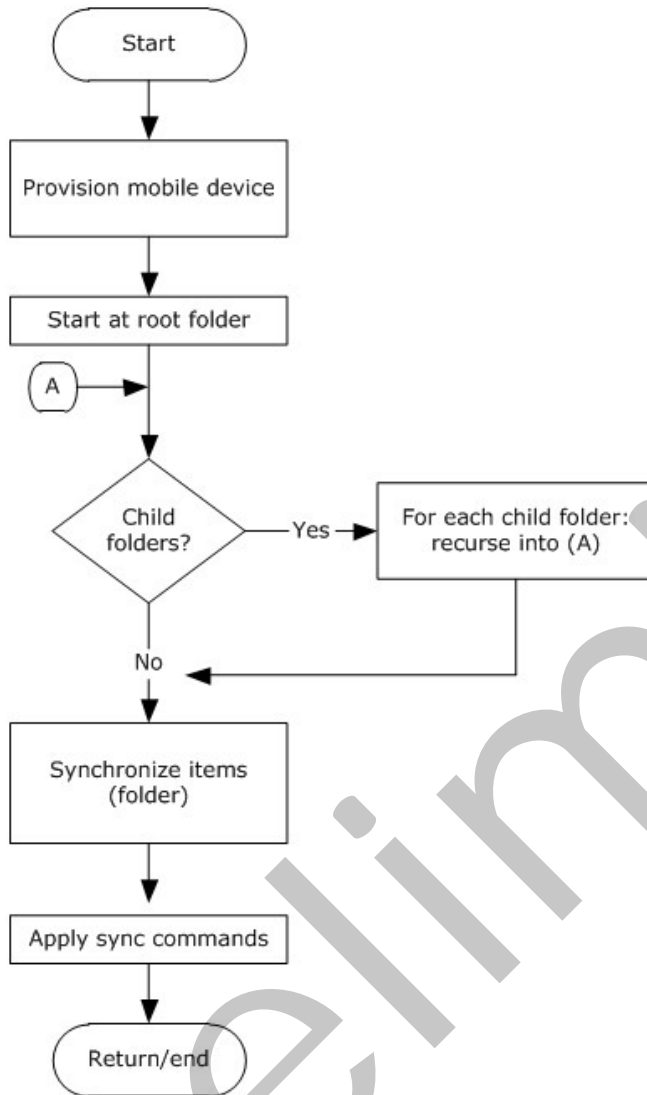 Start
Provision mobile device
Start at root folder
A
Child
folders?
Yes
For each child folder:
recurse into (A)
No
Synchronize items
(folder)
Apply sync commands
Return/end
elim